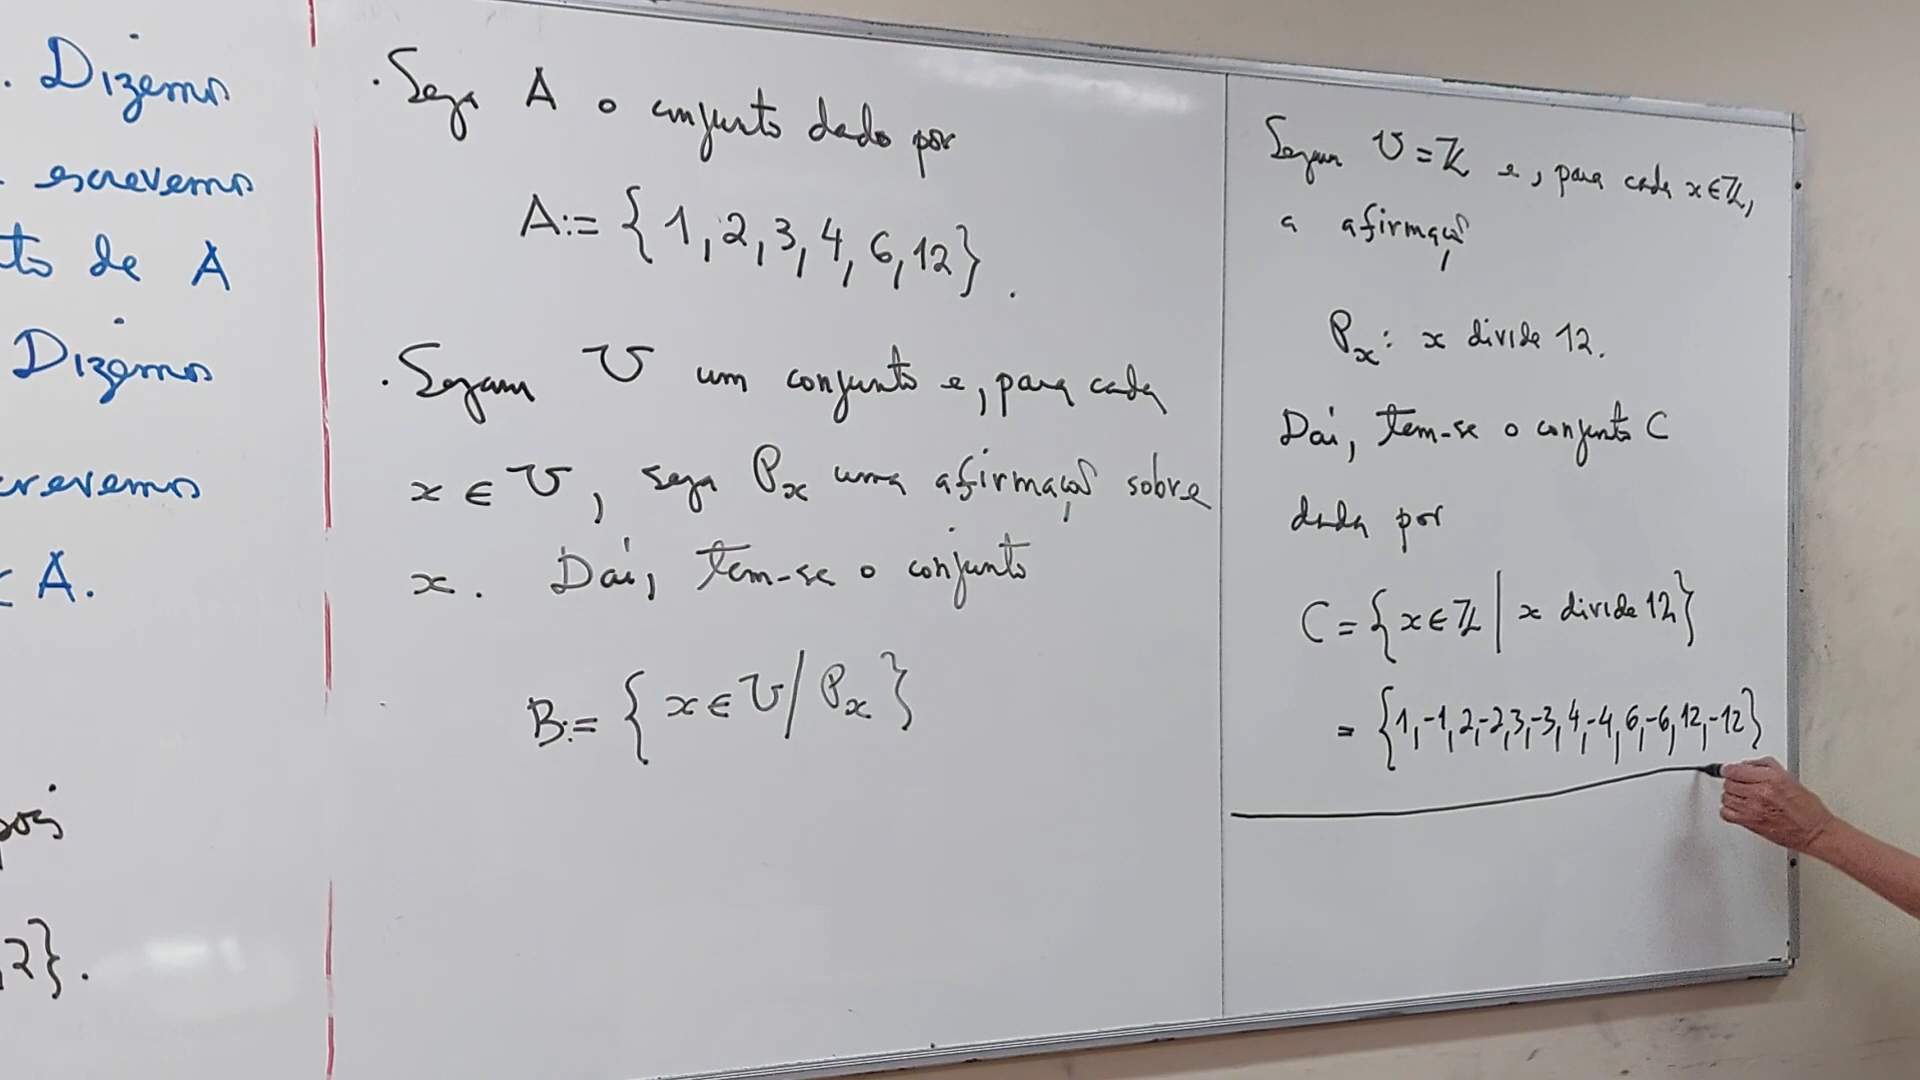 . Dizemos
escrevemos
to de A
Dizemos
crevemos
A.
pois
,2}.
· Seja A o conjunto dado por
A:= {1,2,3,4,6,12}.
· Sejam U um conjunto e, para cada
x ∈ U, seja Pₓ uma afirmação sobre
x. Daí, tem-se o conjunto
B:= {x ∈ U / Pₓ}
Sejam U = ℤ e, para cada x ∈ ℤ,
a afirmação
Pₓ: x divide 12.
Daí, tem-se o conjunto C
dada por
C = {x ∈ ℤ | x divide 12}
= {1,-1,2,-2,3,-3,4,-4,6,-6,12,-12}